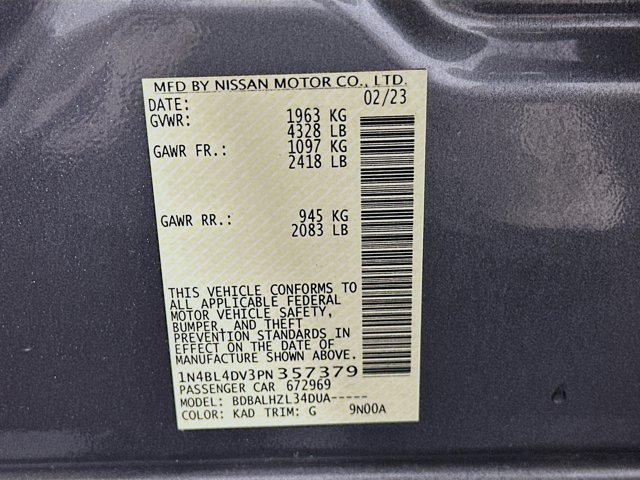 MFD BY NISSAN MOTOR CO., LTD.
DATE: 02/23
GVWR: 1963 KG
4328 LB
GAWR FR.: 1097 KG
2418 LB
GAWR RR.: 945 KG
2083 LB
THIS VEHICLE CONFORMS TO
ALL APPLICABLE FEDERAL
MOTOR VEHICLE SAFETY,
BUMPER, AND THEFT
PREVENTION STANDARDS IN
EFFECT ON THE DATE OF
MANUFACTURE SHOWN ABOVE.
1N4BL4DV3PN357379
PASSENGER CAR 672969
MODEL: BDBALHZL34DUA-----
COLOR: KAD TRIM: G 9N00A